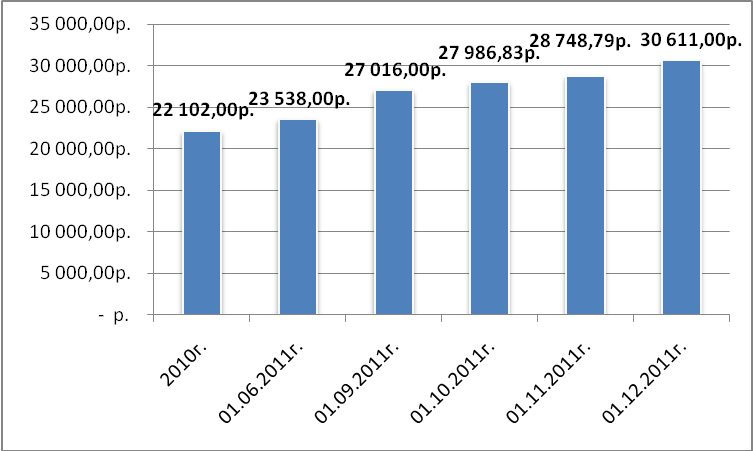 35 000,00р.
30 000,00р.
25 000,00р.
20 000,00р.
15 000,00р.
10 000,00р.
5 000,00р.
- р.
22 102,00р.
23 538,00р.
27 016,00р.
27 986,83р.
28 748,79р.
30 611,00р.
2010г.
01.06.2011г.
01.09.2011г.
01.10.2011г.
01.11.2011г.
01.12.2011г.